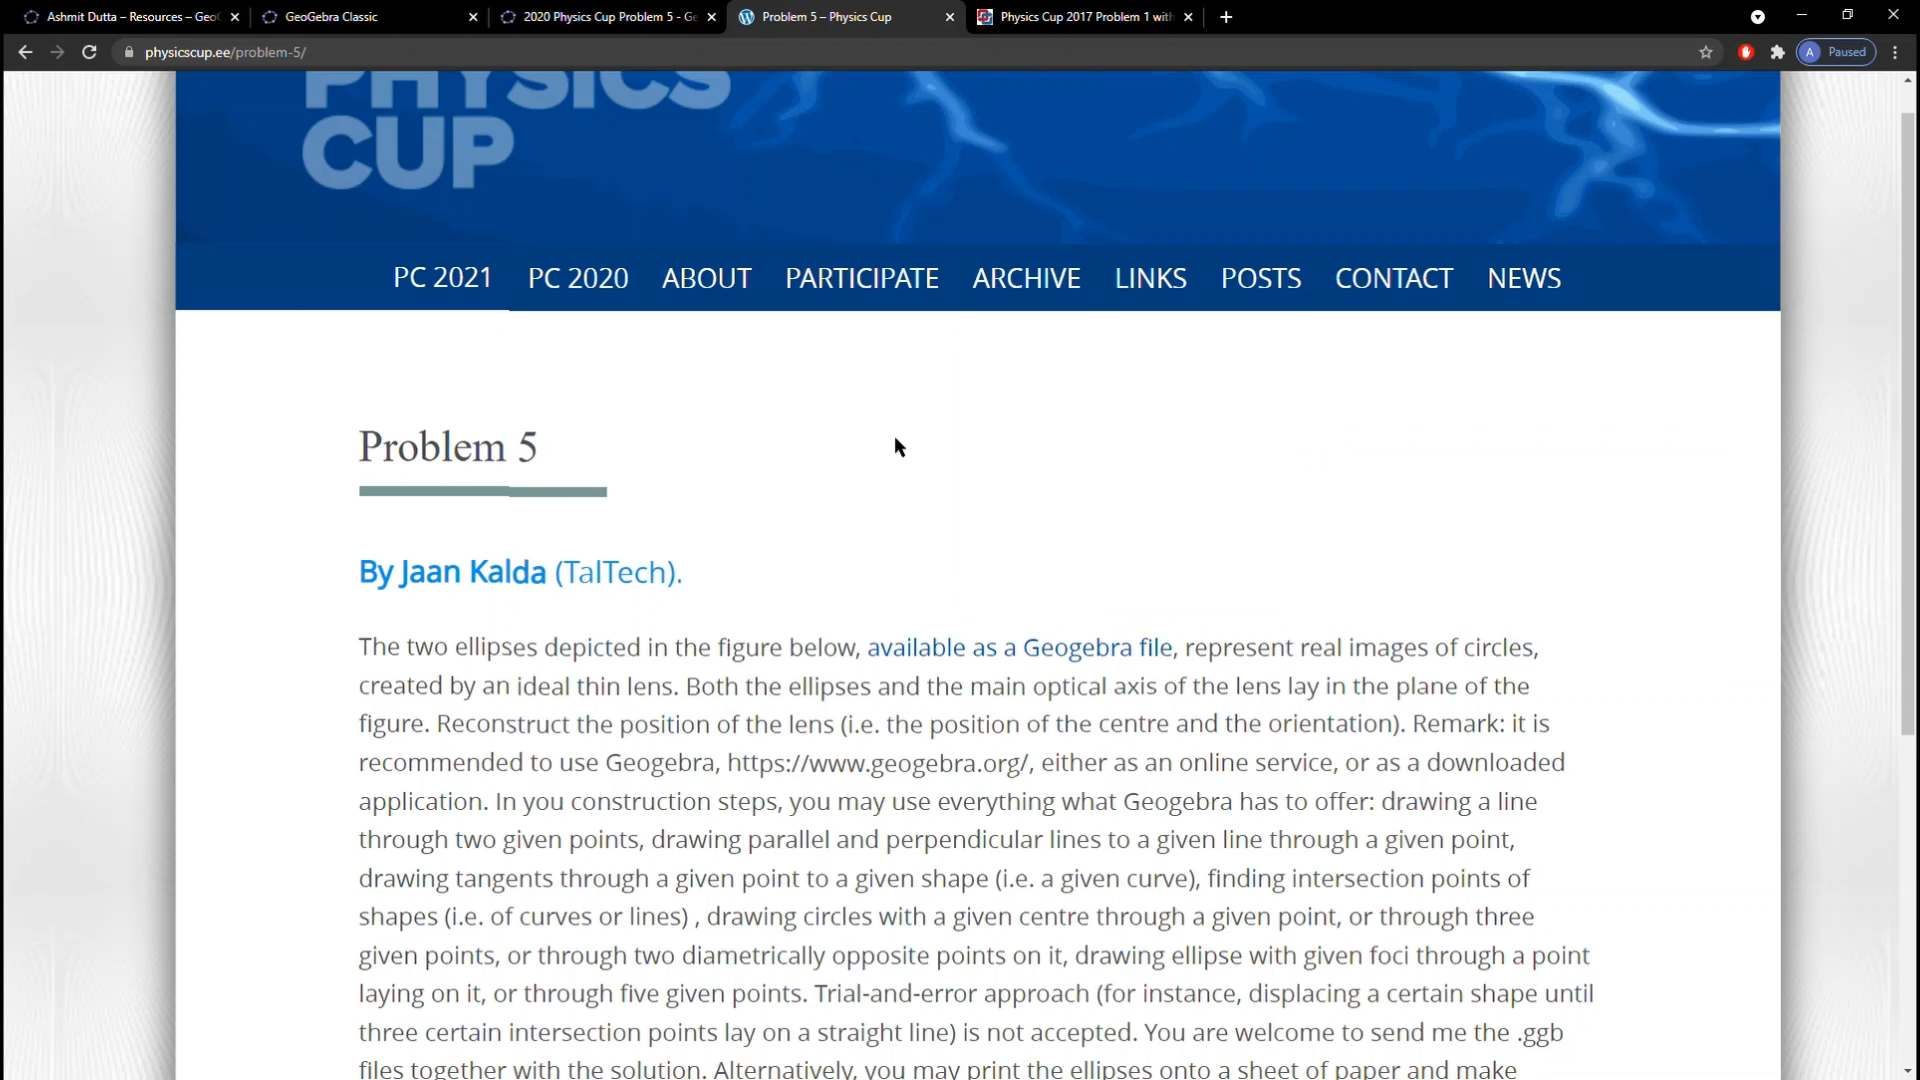 Ashmit Dutta – Resources – Geo
GeoGebra Classic
2020 Physics Cup Problem 5 - Ge
Problem 5 – Physics Cup
Physics Cup 2017 Problem 1 with
physicscup.ee/problem-5/
A Paused
PHYSICS
CUP
PC 2021 PC 2020 ABOUT PARTICIPATE ARCHIVE LINKS POSTS CONTACT NEWS
Problem 5
By Jaan Kalda (TalTech).
The two ellipses depicted in the figure below, available as a Geogebra file, represent real images of circles,
created by an ideal thin lens. Both the ellipses and the main optical axis of the lens lay in the plane of the
figure. Reconstruct the position of the lens (i.e. the position of the centre and the orientation). Remark: it is
recommended to use Geogebra, https://www.geogebra.org/, either as an online service, or as a downloaded
application. In you construction steps, you may use everything what Geogebra has to offer: drawing a line
through two given points, drawing parallel and perpendicular lines to a given line through a given point,
drawing tangents through a given point to a given shape (i.e. a given curve), finding intersection points of
shapes (i.e. of curves or lines) , drawing circles with a given centre through a given point, or through three
given points, or through two diametrically opposite points on it, drawing ellipse with given foci through a point
laying on it, or through five given points. Trial-and-error approach (for instance, displacing a certain shape until
three certain intersection points lay on a straight line) is not accepted. You are welcome to send me the .ggb
files together with the solution. Alternatively, you may print the ellipses onto a sheet of paper and make